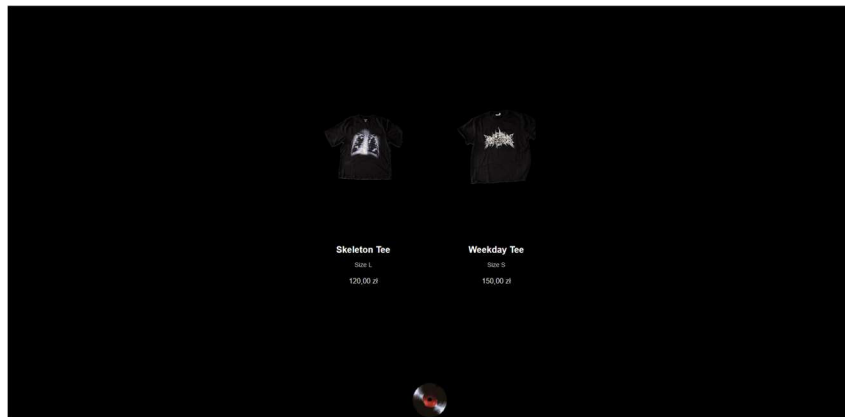 Skeleton Tee
Size L
120,00 zł
Weekday Tee
Size S
150,00 zł